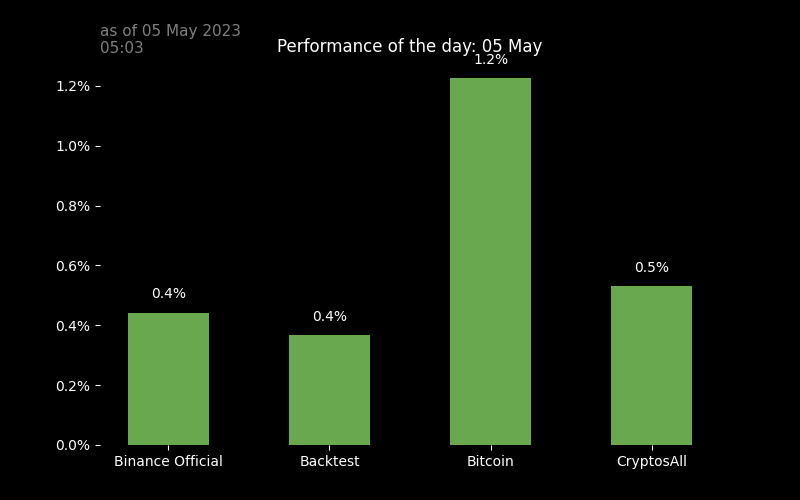 as of 05 May 2023
05:03
Performance of the day: 05 May
1.2%
1.2%
1.0%
0.8%
0.6%
0.5%
0.4%
0.4%
0.4%
0.2%
0.0%
Binance Official
Backtest
Bitcoin
CryptosAll